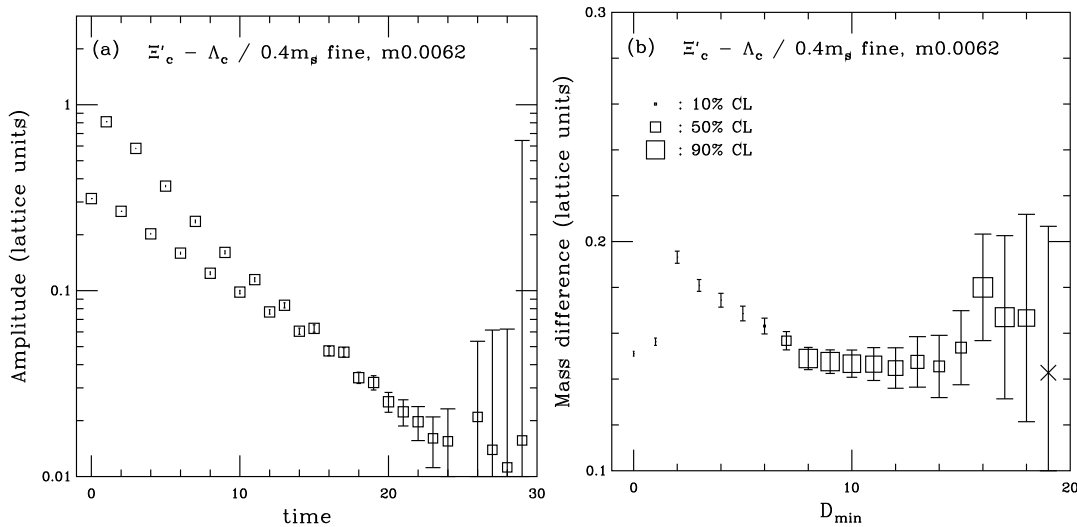 (a) Ξ'c − Λc / 0.4ms fine, m0.0062
Amplitude (lattice units)
1
0.1
0.01
0 10 20 30
time
(b) Ξ'c − Λc / 0.4ms fine, m0.0062
: 10% CL
: 50% CL
: 90% CL
Mass difference (lattice units)
0.3
0.2
0.1
0 10 20
Dmin